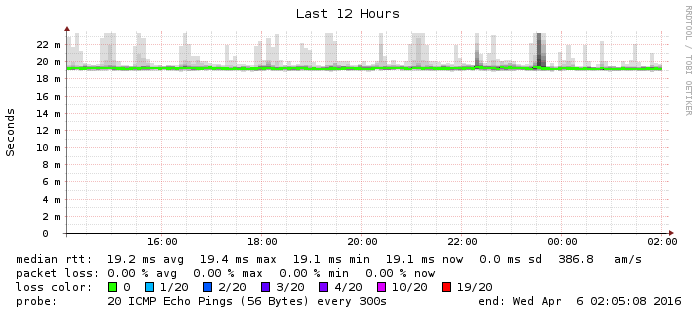 Last 12 Hours
RRDTOOL / TOBI OETIKER
Seconds
22 m
20 m
18 m
16 m
14 m
12 m
10 m
8 m
6 m
4 m
2 m
0
16:00 18:00 20:00 22:00 00:00 02:00
median rtt: 19.2 ms avg 19.4 ms max 19.1 ms min 19.1 ms now 0.0 ms sd 386.8 am/s
packet loss: 0.00 % avg 0.00 % max 0.00 % min 0.00 % now
loss color: 0 1/20 2/20 3/20 4/20 10/20 19/20
probe: 20 ICMP Echo Pings (56 Bytes) every 300s end: Wed Apr 6 02:05:08 2016